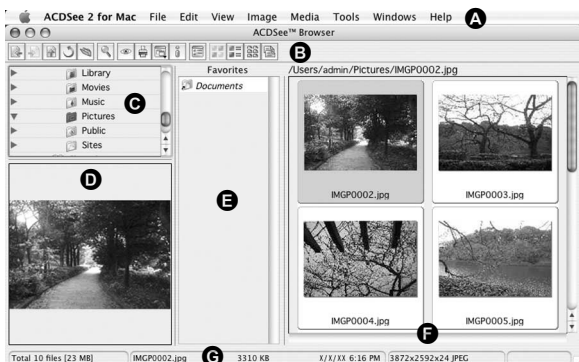 ACDSee 2 for Mac File Edit View Image Media Tools Windows Help A
ACDSee™ Browser
B
Library
Movies
Music
Pictures
Public
Sites
C
D
Favorites
Documents
E
/Users/admin/Pictures/IMGP0002.jpg
IMGP0002.jpg
IMGP0003.jpg
IMGP0004.jpg
IMGP0005.jpg
F
Total 10 files [23 MB] IMGP0002.jpg G 3310 KB X/X/XX 6:16 PM 3872x2592x24 JPEG